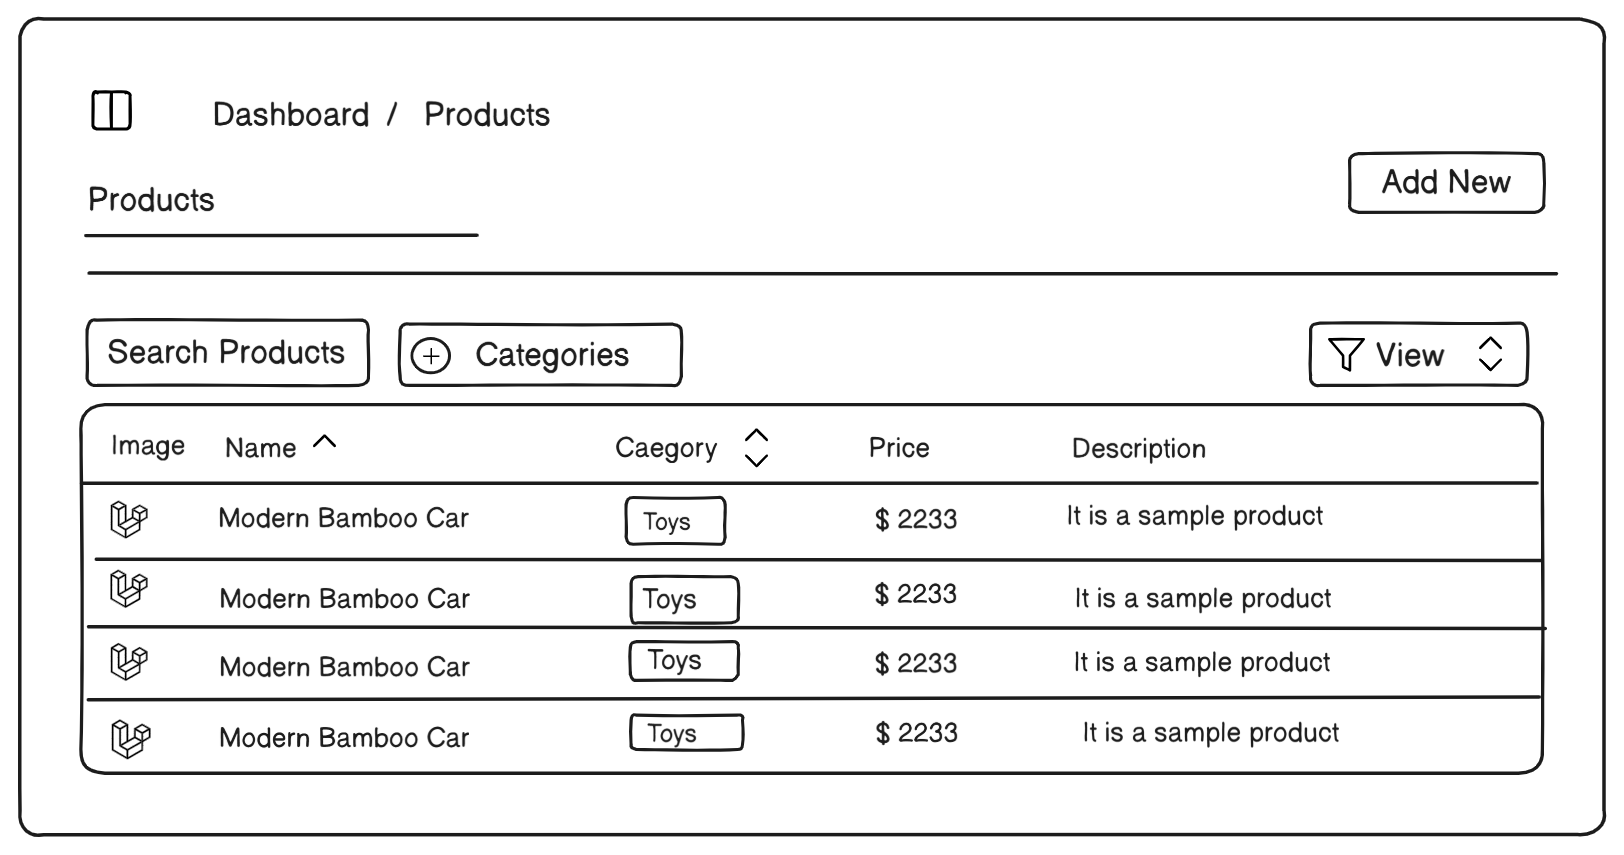 Dashboard / Products
Products
Add New
Search Products
Categories
View
Image Name Caegory Price Description
Modern Bamboo Car Toys $ 2233 It is a sample product
Modern Bamboo Car Toys $ 2233 It is a sample product
Modern Bamboo Car Toys $ 2233 It is a sample product
Modern Bamboo Car Toys $ 2233 It is a sample product